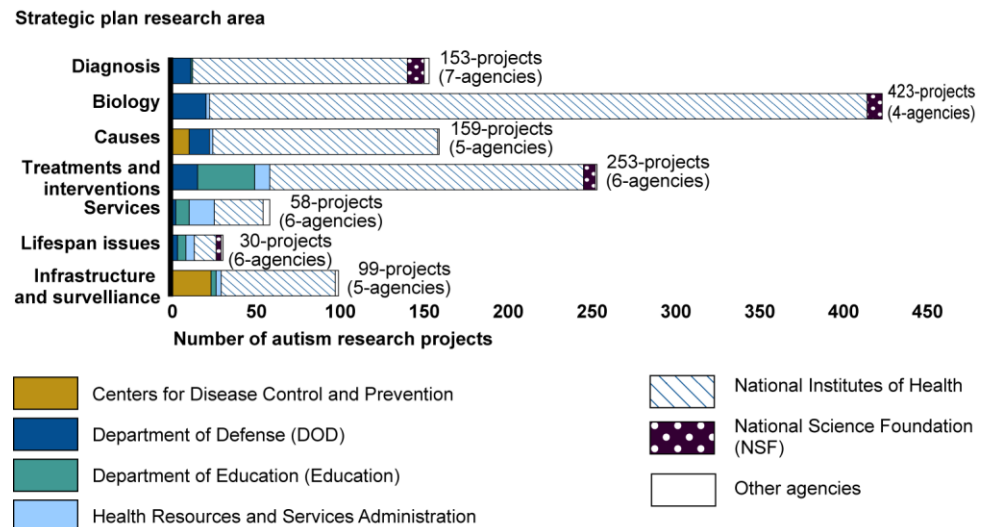 Strategic plan research area
Diagnosis
153-projects
(7-agencies)
Biology
423-projects
(4-agencies)
Causes
159-projects
(5-agencies)
Treatments and
interventions
253-projects
(6-agencies)
Services
58-projects
(6-agencies)
Lifespan issues
30-projects
(6-agencies)
Infrastructure
and survelliance
99-projects
(5-agencies)
0 50 100 150 200 250 300 350 400 450
Number of autism research projects
Centers for Disease Control and Prevention
Department of Defense (DOD)
Department of Education (Education)
Health Resources and Services Administration
National Institutes of Health
National Science Foundation
(NSF)
Other agencies